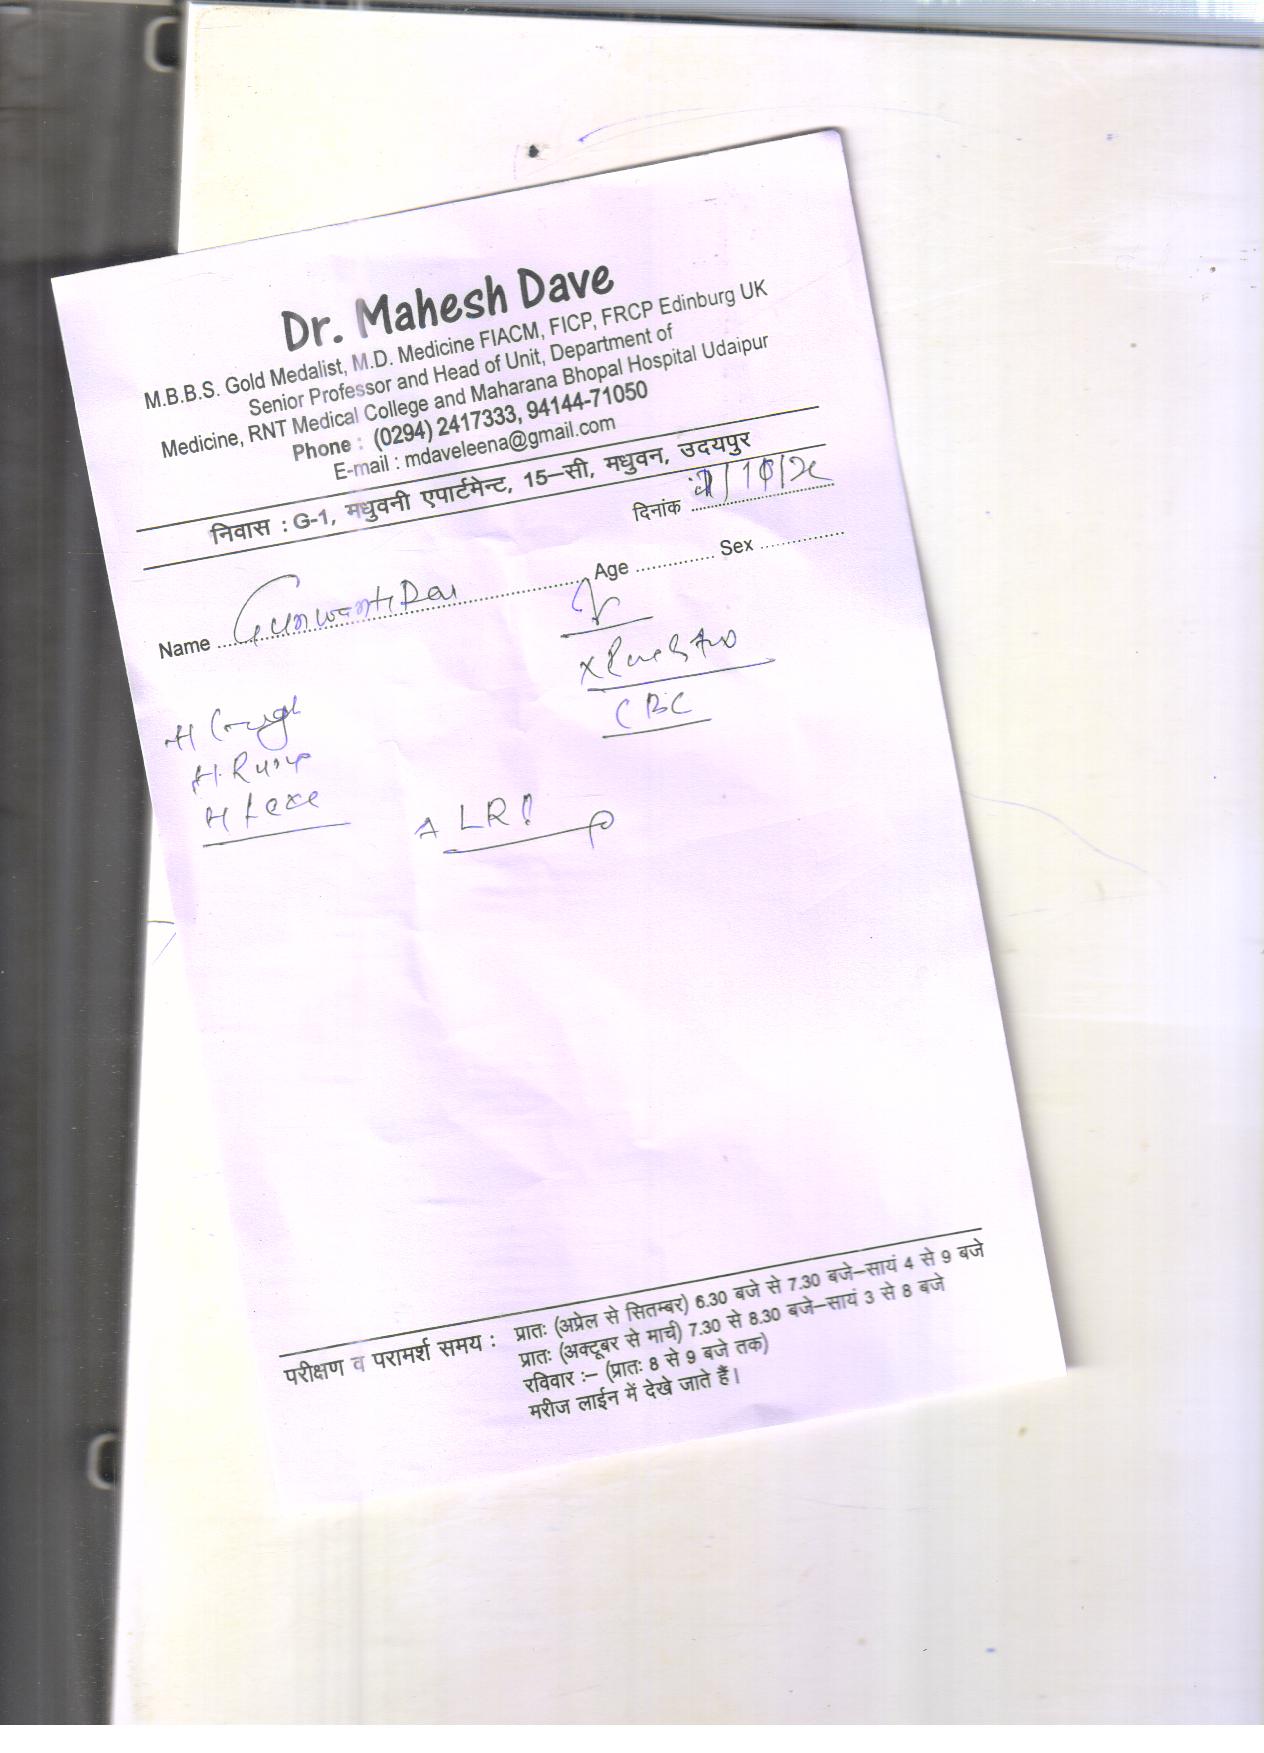 Dr. Mahesh Dave
M.B.B.S. Gold Medalist, M.D. Medicine FIACM, FICP, FRCP Edinburg UK
Senior Professor and Head of Unit, Department of
Medicine, RNT Medical College and Maharana Bhopal Hospital Udaipur
Phone : (0294) 2417333, 94144-71050
E-mail : mdaveleena@gmail.com
निवास : G-1, मधुवनी एपार्टमेन्ट, 15–सी, मधुवन, उदयपुर
दिनांक
Name Age Sex
CBC
परीक्षण व परामर्श समय : प्रातः (अप्रेल से सितम्बर) 6.30 बजे से 7.30 बजे–सायं 4 से 9 बजे
प्रातः (अक्टूबर से मार्च) 7.30 से 8.30 बजे–सायं 3 से 8 बजे
रविवार :– (प्रातः 8 से 9 बजे तक)
मरीज लाईन में देखे जाते हैं।